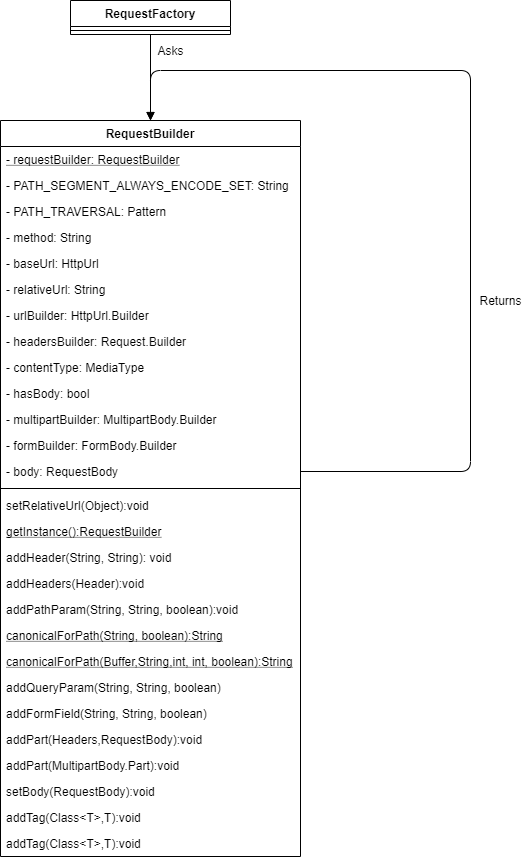 RequestFactory
Asks
RequestBuilder
- requestBuilder: RequestBuilder
- PATH_SEGMENT_ALWAYS_ENCODE_SET: String
- PATH_TRAVERSAL: Pattern
- method: String
- baseUrl: HttpUrl
- relativeUrl: String
- urlBuilder: HttpUrl.Builder
- headersBuilder: Request.Builder
- contentType: MediaType
- hasBody: bool
- multipartBuilder: MultipartBody.Builder
- formBuilder: FormBody.Builder
- body: RequestBody
Returns
setRelativeUrl(Object):void
getInstance():RequestBuilder
addHeader(String, String): void
addHeaders(Header):void
addPathParam(String, String, boolean):void
canonicalForPath(String, boolean):String
canonicalForPath(Buffer,String,int, int, boolean):String
addQueryParam(String, String, boolean)
addFormField(String, String, boolean)
addPart(Headers,RequestBody):void
addPart(MultipartBody.Part):void
setBody(RequestBody):void
addTag(Class<T>,T):void
addTag(Class<T>,T):void